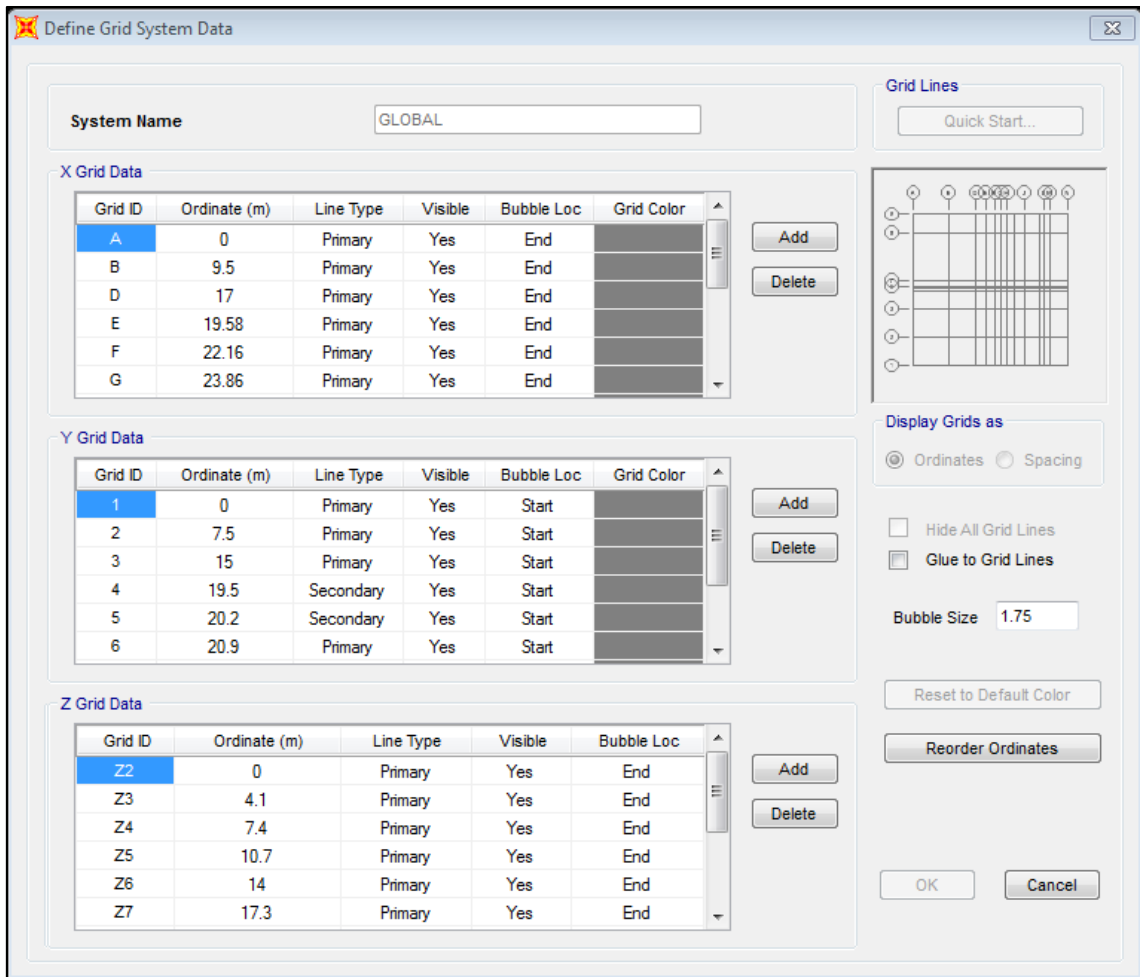 Define Grid System Data
System Name GLOBAL
Grid Lines
Quick Start...
X Grid Data
Grid ID Ordinate (m) Line Type Visible Bubble Loc Grid Color
A 0 Primary Yes End
B 9.5 Primary Yes End
D 17 Primary Yes End
E 19.58 Primary Yes End
F 22.16 Primary Yes End
G 23.86 Primary Yes End
Add
Delete
Y Grid Data
Grid ID Ordinate (m) Line Type Visible Bubble Loc Grid Color
1 0 Primary Yes Start
2 7.5 Primary Yes Start
3 15 Primary Yes Start
4 19.5 Secondary Yes Start
5 20.2 Secondary Yes Start
6 20.9 Primary Yes Start
Add
Delete
Display Grids as
Ordinates Spacing
Hide All Grid Lines
Glue to Grid Lines
Bubble Size 1.75
Z Grid Data
Grid ID Ordinate (m) Line Type Visible Bubble Loc
Z2 0 Primary Yes End
Z3 4.1 Primary Yes End
Z4 7.4 Primary Yes End
Z5 10.7 Primary Yes End
Z6 14 Primary Yes End
Z7 17.3 Primary Yes End
Add
Delete
Reset to Default Color
Reorder Ordinates
OK Cancel